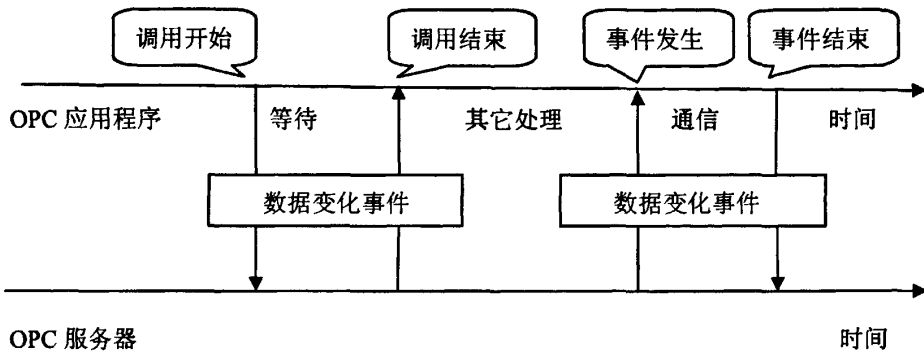 调用开始 调用结束 事件发生 事件结束
OPC 应用程序 等待 其它处理 通信 时间
数据变化事件 数据变化事件
OPC 服务器 时间